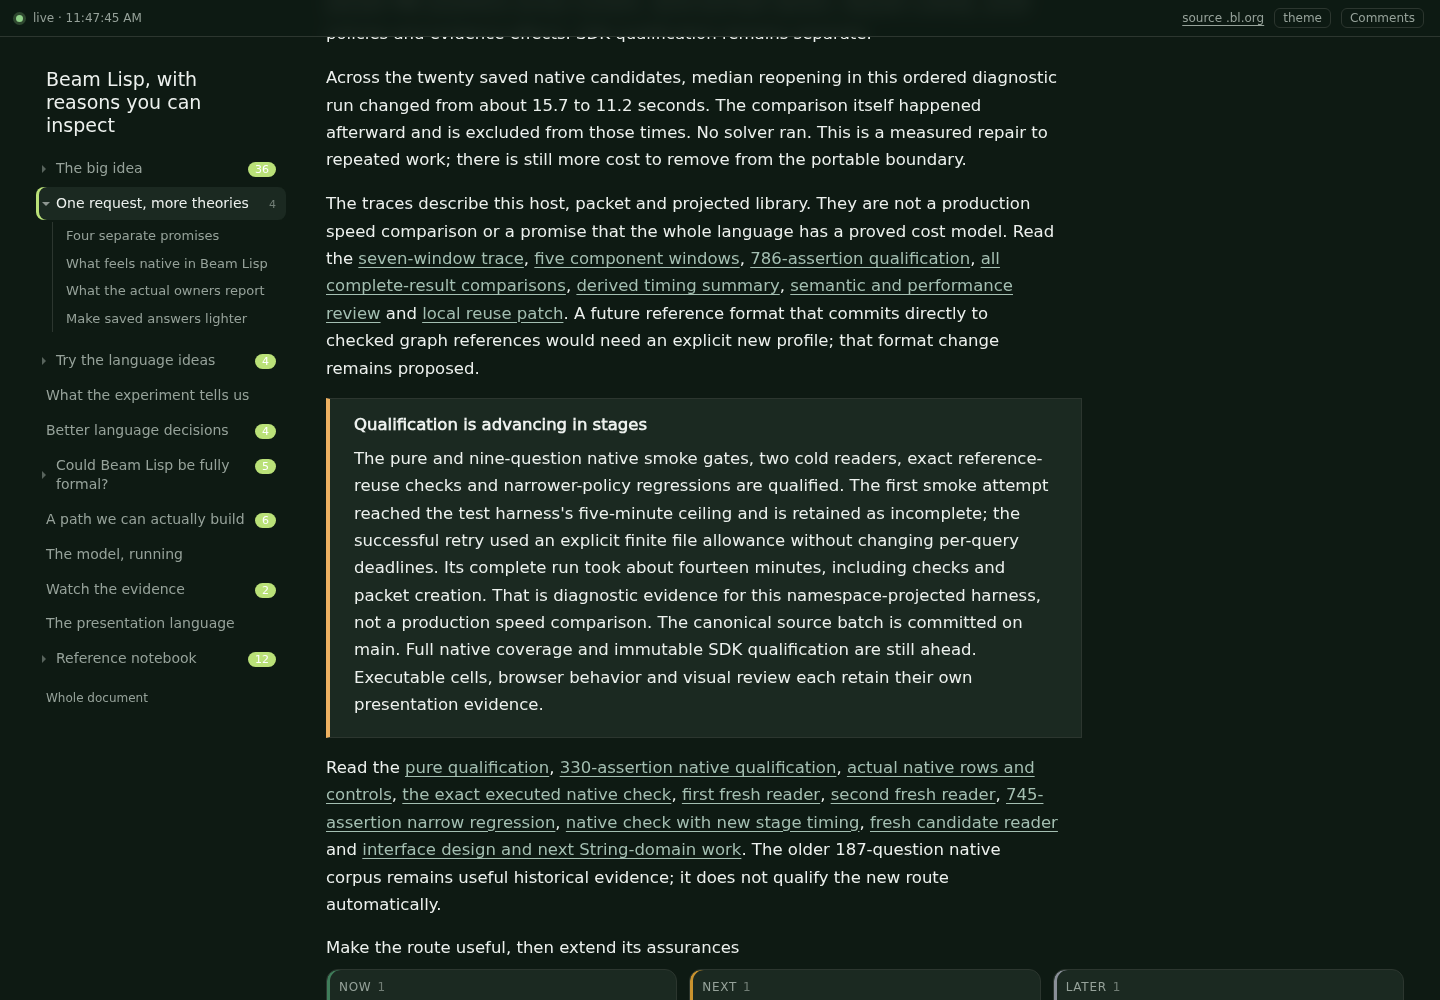 live · 11:47:45 AM
source .bl.org
theme
Comments
Beam Lisp, with
reasons you can
inspect
The big idea 36
One request, more theories 4
Four separate promises
What feels native in Beam Lisp
What the actual owners report
Make saved answers lighter
Try the language ideas 4
What the experiment tells us
Better language decisions 4
Could Beam Lisp be fully 5
formal?
A path we can actually build 6
The model, running
Watch the evidence 2
The presentation language
Reference notebook 12
Whole document
policies and evidence effects. SDK qualification remains separate.
Across the twenty saved native candidates, median reopening in this ordered diagnostic
run changed from about 15.7 to 11.2 seconds. The comparison itself happened
afterward and is excluded from those times. No solver ran. This is a measured repair to
repeated work; there is still more cost to remove from the portable boundary.
The traces describe this host, packet and projected library. They are not a production
speed comparison or a promise that the whole language has a proved cost model. Read
the seven-window trace, five component windows, 786-assertion qualification, all
complete-result comparisons, derived timing summary, semantic and performance
review and local reuse patch. A future reference format that commits directly to
checked graph references would need an explicit new profile; that format change
remains proposed.
Qualification is advancing in stages
The pure and nine-question native smoke gates, two cold readers, exact reference-
reuse checks and narrower-policy regressions are qualified. The first smoke attempt
reached the test harness's five-minute ceiling and is retained as incomplete; the
successful retry used an explicit finite file allowance without changing per-query
deadlines. Its complete run took about fourteen minutes, including checks and
packet creation. That is diagnostic evidence for this namespace-projected harness,
not a production speed comparison. The canonical source batch is committed on
main. Full native coverage and immutable SDK qualification are still ahead.
Executable cells, browser behavior and visual review each retain their own
presentation evidence.
Read the pure qualification, 330-assertion native qualification, actual native rows and
controls, the exact executed native check, first fresh reader, second fresh reader, 745-
assertion narrow regression, native check with new stage timing, fresh candidate reader
and interface design and next String-domain work. The older 187-question native
corpus remains useful historical evidence; it does not qualify the new route
automatically.
Make the route useful, then extend its assurances
NOW 1
NEXT 1
LATER 1